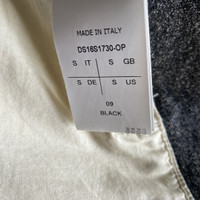 MADE IN ITALY
DS16S1730-OP
S IT S GB
S DE S US
09
BLACK